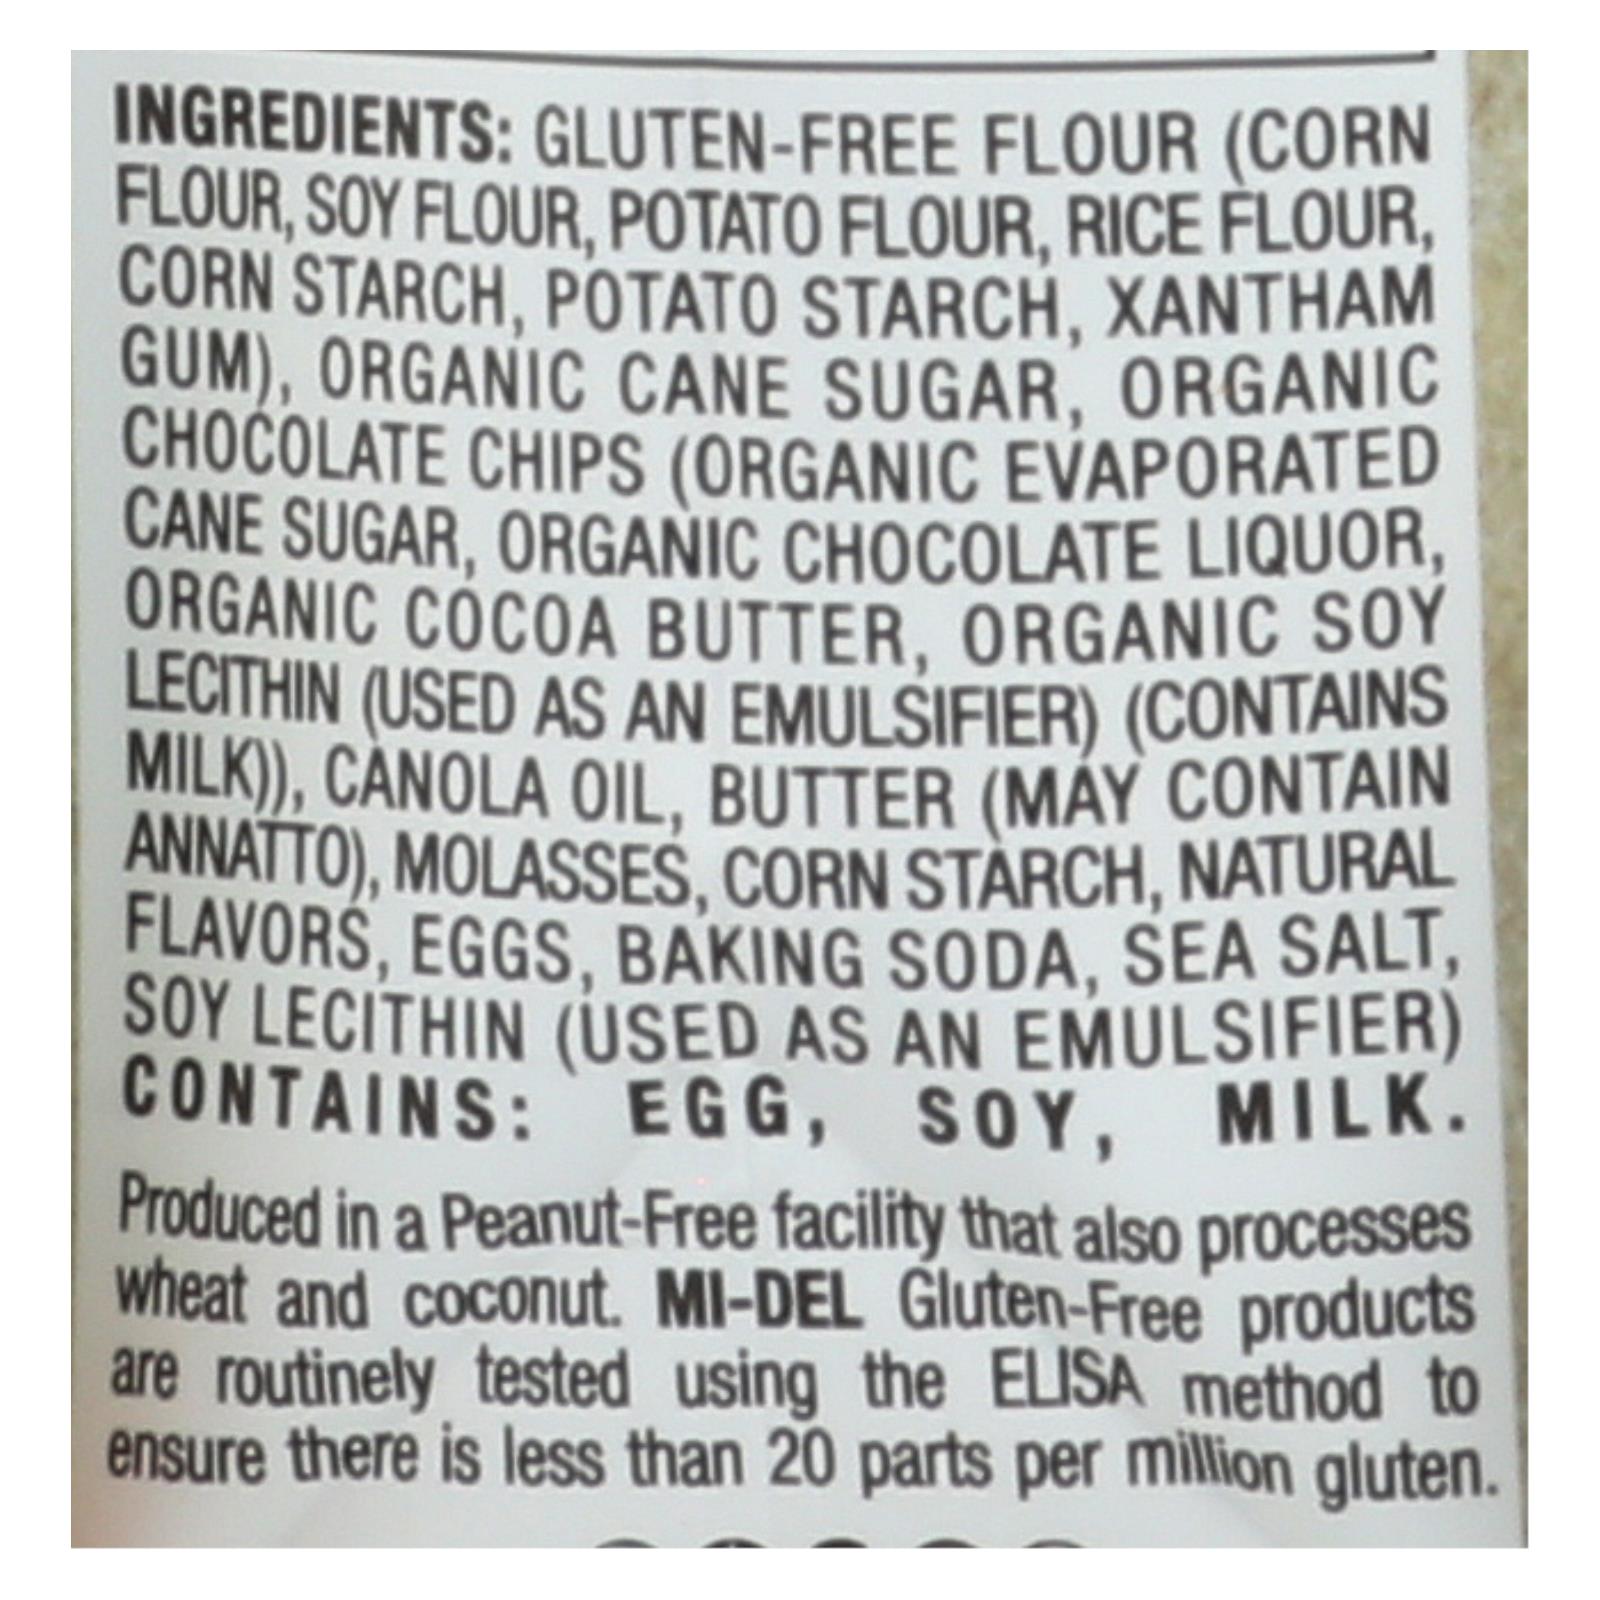 INGREDIENTS: GLUTEN-FREE FLOUR (CORN
FLOUR, SOY FLOUR, POTATO FLOUR, RICE FLOUR,
CORN STARCH, POTATO STARCH, XANTHAM
GUM), ORGANIC CANE SUGAR, ORGANIC
CHOCOLATE CHIPS (ORGANIC EVAPORATED
CANE SUGAR, ORGANIC CHOCOLATE LIQUOR,
ORGANIC COCOA BUTTER, ORGANIC SOY
LECITHIN (USED AS AN EMULSIFIER) (CONTAINS
MILK)), CANOLA OIL, BUTTER (MAY CONTAIN
ANNATTO), MOLASSES, CORN STARCH, NATURAL
FLAVORS, EGGS, BAKING SODA, SEA SALT,
SOY LECITHIN (USED AS AN EMULSIFIER)
CONTAINS: EGG, SOY, MILK.
Produced in a Peanut-Free facility that also processes
wheat and coconut. MI-DEL Gluten-Free products
are routinely tested using the ELISA method to
ensure there is less than 20 parts per million gluten.